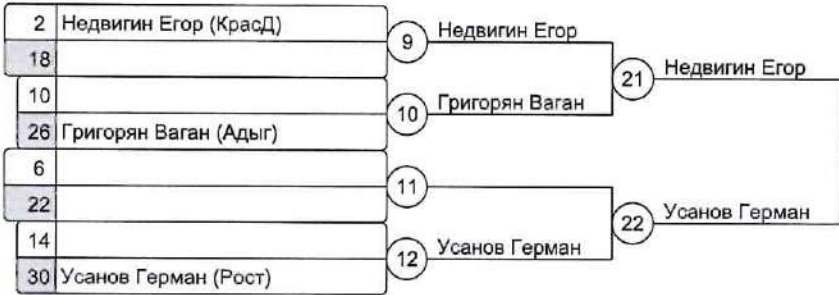 2 Недвигин Егор (КрасД)
18
9 Недвигин Егор
10
26 Григорян Ваган (Адыг)
10 Григорян Ваган
21 Недвигин Егор
6
22
11
14
30 Усанов Герман (Рост)
12 Усанов Герман
22 Усанов Герман